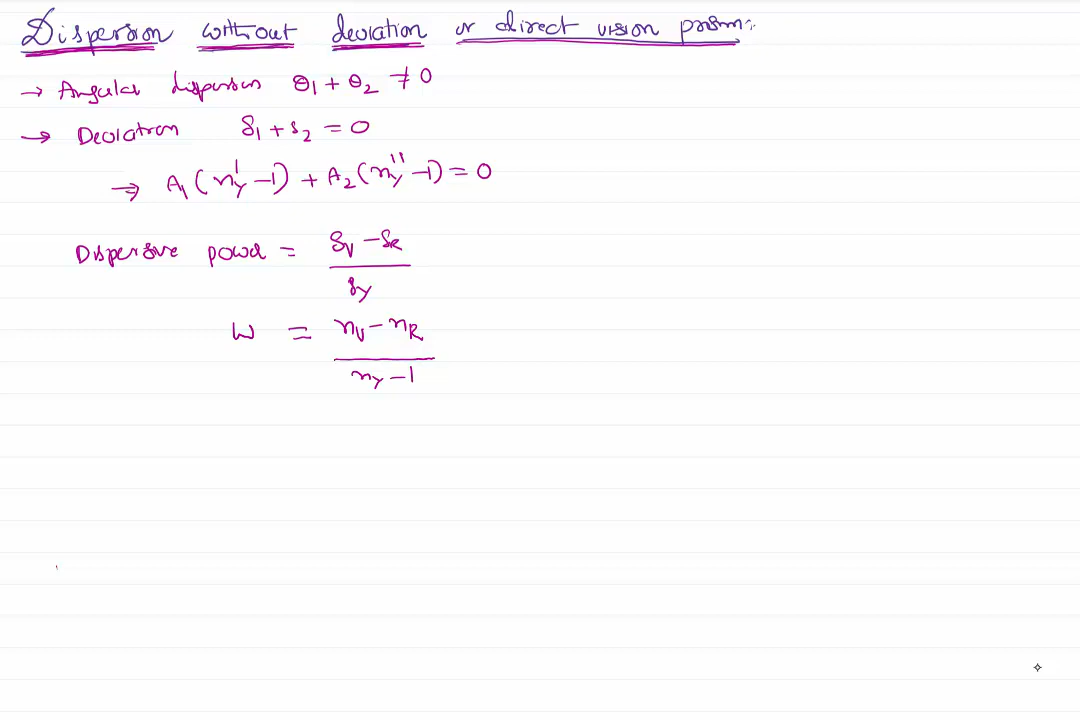 Dispersion without deviation or direct vision prism :-
→ Angular dispersion θ₁ + θ₂ ≠ 0
→ Deviation δ₁ + δ₂ = 0
⇒ A₁(n'ᵧ - 1) + A₂(n''ᵧ - 1) = 0
Dispersive power = (δV - δR) / δy
ω = (nV - nR) / (ny - 1)